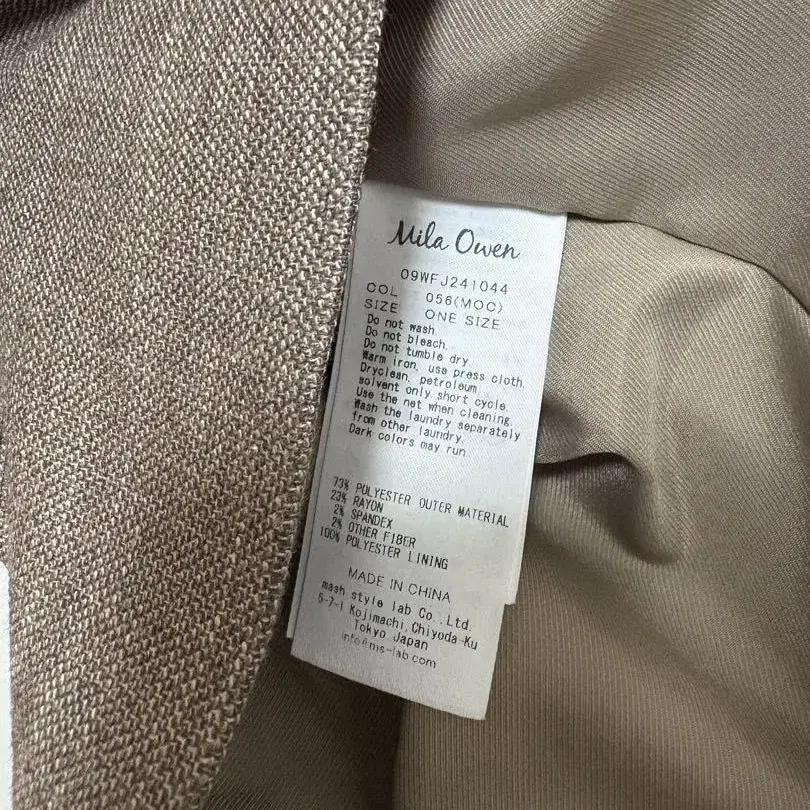 Mila Owen
09WFJ241044
COL 056(MOC)
SIZE ONE SIZE
Do not wash.
Do not bleach.
Do not tumble dry.
Warm iron, use press cloth.
Dryclean, petroleum
solvent only short cycle.
Use the net when cleaning.
Wash the laundry separately
from other laundry.
Dark colors may run
73% POLYESTER OUTER MATERIAL
23% RAYON
2% SPANDEX
2% OTHER FIBER
100% POLYESTER LINING
MADE IN CHINA
mash style lab Co.,Ltd.
5-7-1 Kojimachi,Chiyoda-Ku
Tokyo Japan
info@ms-lab.com